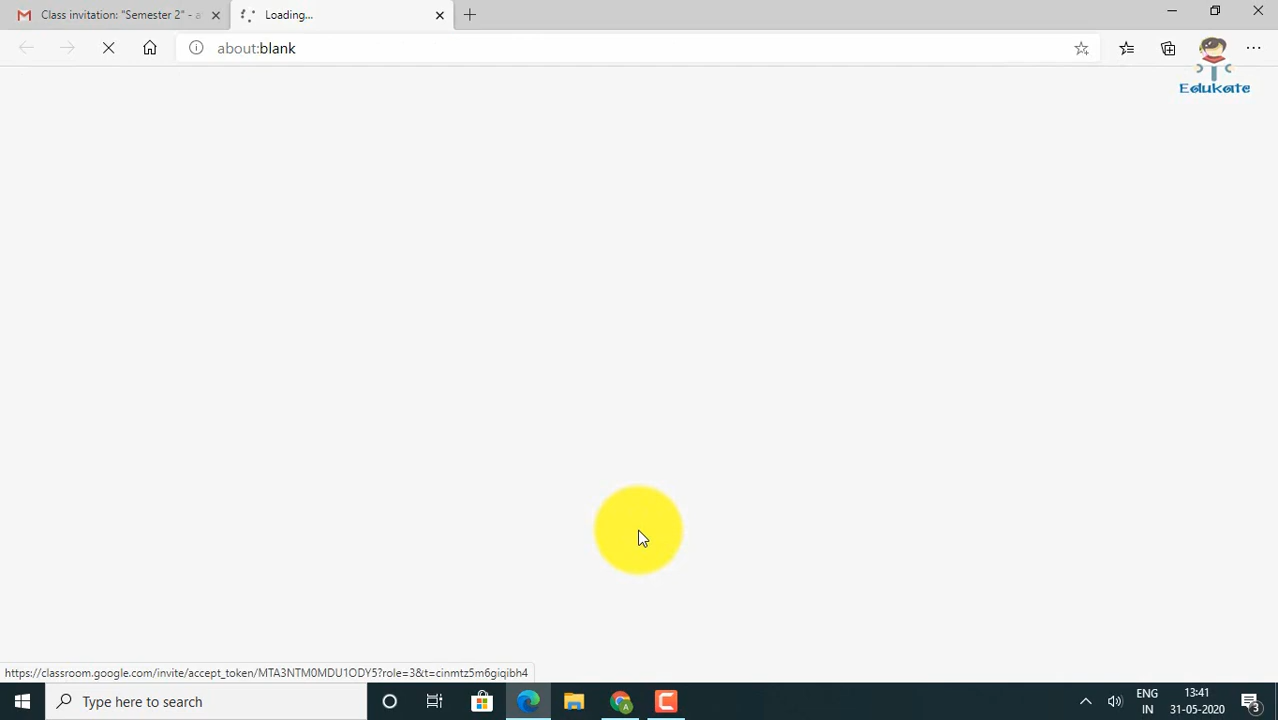 Class invitation: "Semester 2" - a
Loading...
about:blank
Edukate
https://classroom.google.com/invite/accept_token/MTA3NTM0MDU1ODY5?role=3&t=cinmtz5m6giqibh4
Type here to search
A
ENG
IN
13:41
31-05-2020
3